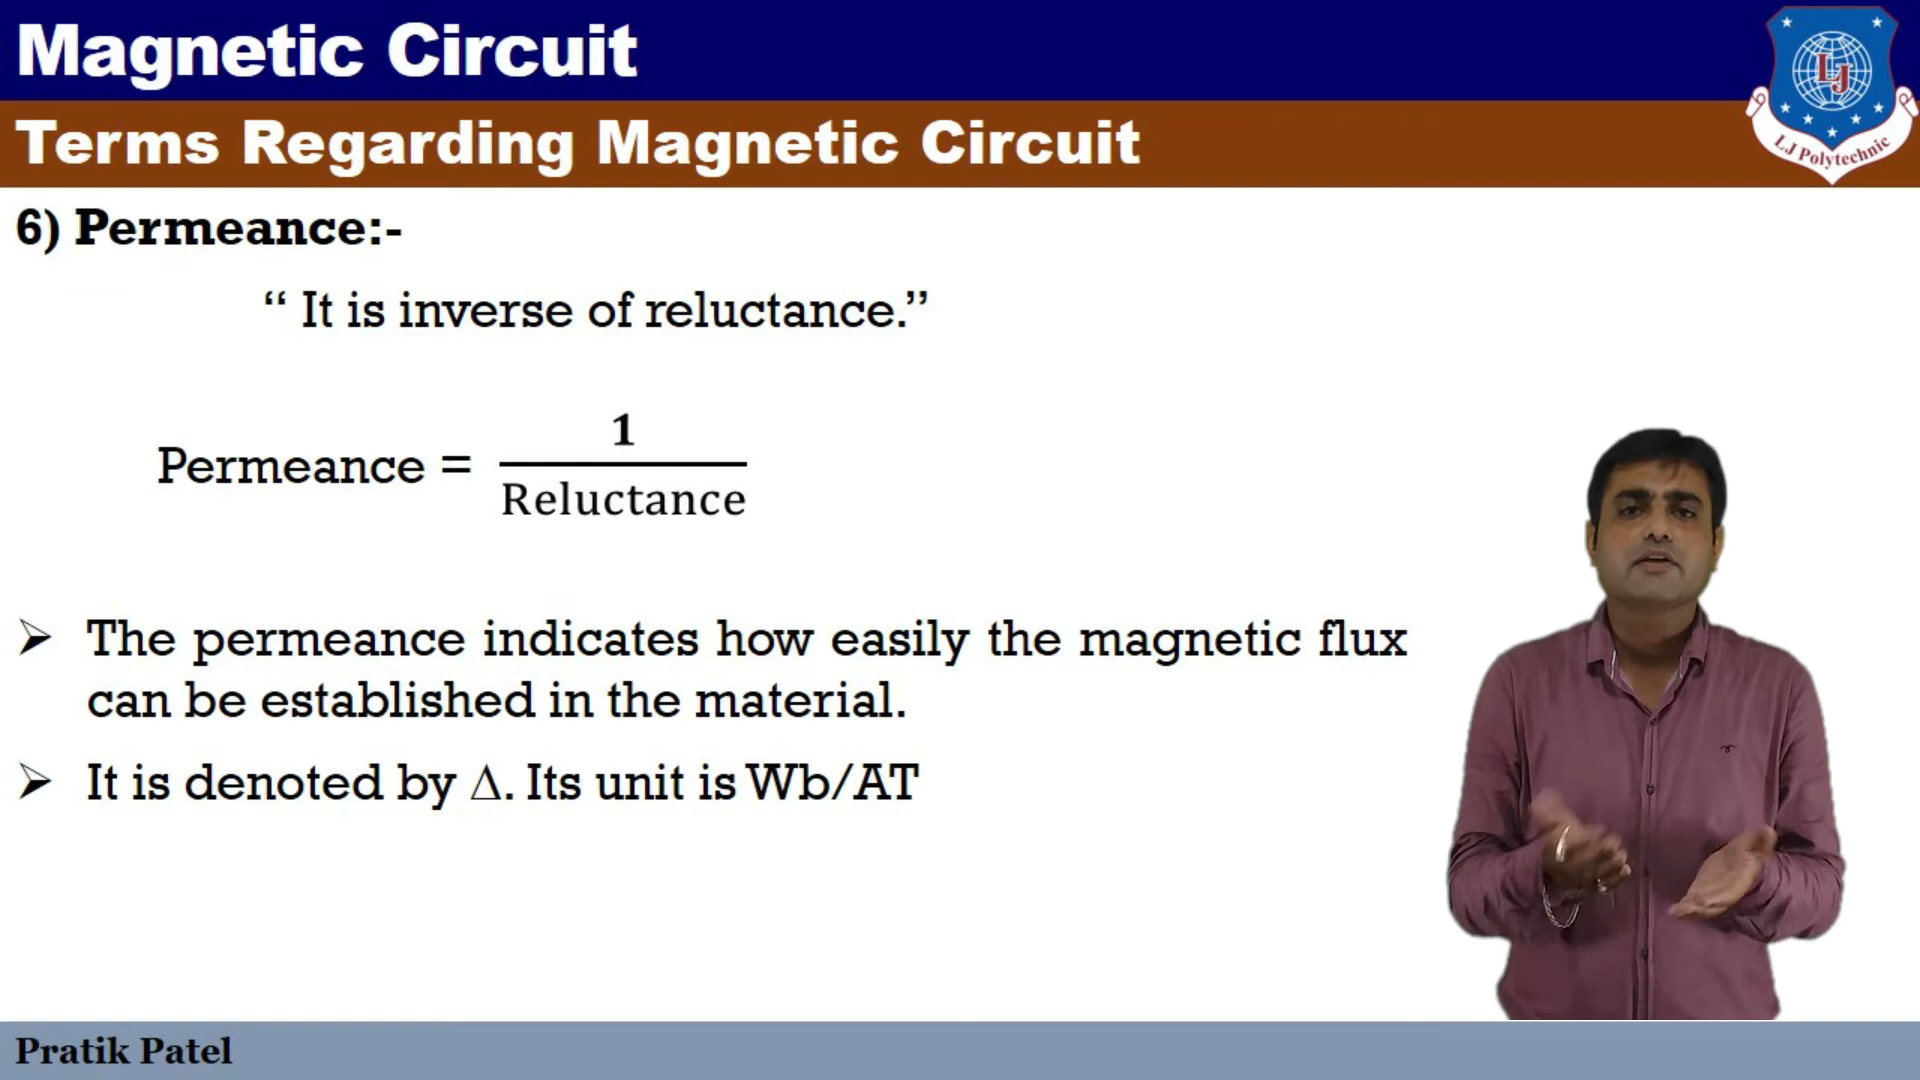 Magnetic Circuit
Terms Regarding Magnetic Circuit
LJ
LJ Polytechnic
6) Permeance:-
“ It is inverse of reluctance.”
Permeance = 1
Reluctance
➢ The permeance indicates how easily the magnetic flux
can be established in the material.
➢ It is denoted by Δ. Its unit is Wb/AT
Pratik Patel